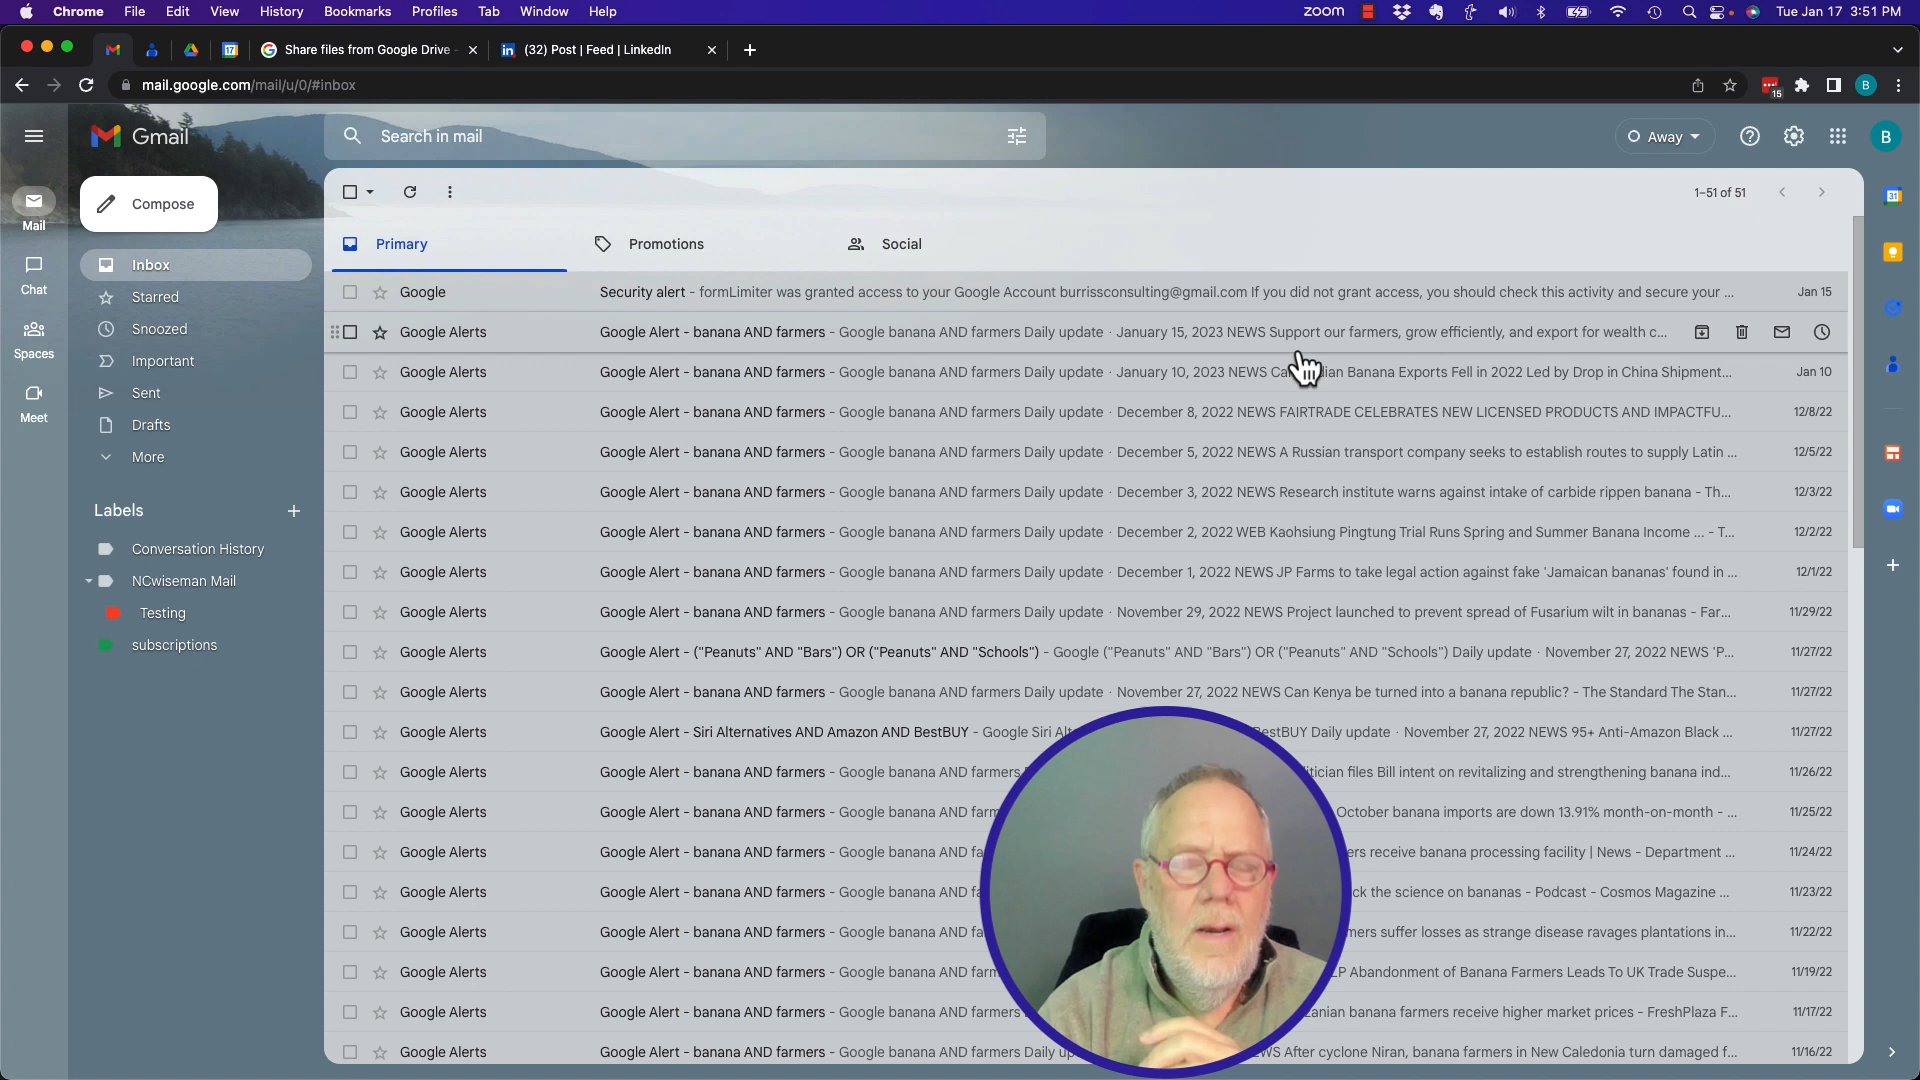 Chrome File Edit View History Bookmarks Profiles Tab Window Help zoom Tue Jan 17 3:51 PM
17 Share files from Google Drive - (32) Post | Feed | LinkedIn
mail.google.com/mail/u/0/#inbox 15 B
Gmail Search in mail Away B
Compose 1–51 of 51 31
Mail
Primary Promotions Social
Inbox
Chat
Starred
Snoozed
Spaces
Important
Sent
Meet
Drafts
More
Labels
Conversation History
NCwiseman Mail
Testing
subscriptions
Google Security alert - formLimiter was granted access to your Google Account burrissconsulting@gmail.com If you did not grant access, you should check this activity and secure your ... Jan 15
Google Alerts Google Alert - banana AND farmers - Google banana AND farmers Daily update · January 15, 2023 NEWS Support our farmers, grow efficiently, and export for wealth c...
Google Alerts Google Alert - banana AND farmers - Google banana AND farmers Daily update · January 10, 2023 NEWS Banana Exports Fell in 2022 Led by Drop in China Shipment... Jan 10
Google Alerts Google Alert - banana AND farmers - Google banana AND farmers Daily update · December 8, 2022 NEWS FAIRTRADE CELEBRATES NEW LICENSED PRODUCTS AND IMPACTFU... 12/8/22
Google Alerts Google Alert - banana AND farmers - Google banana AND farmers Daily update · December 5, 2022 NEWS A Russian transport company seeks to establish routes to supply Latin ... 12/5/22
Google Alerts Google Alert - banana AND farmers - Google banana AND farmers Daily update · December 3, 2022 NEWS Research institute warns against intake of carbide rippen banana - Th... 12/3/22
Google Alerts Google Alert - banana AND farmers - Google banana AND farmers Daily update · December 2, 2022 WEB Kaohsiung Pingtung Trial Runs Spring and Summer Banana Income ... - T... 12/2/22
Google Alerts Google Alert - banana AND farmers - Google banana AND farmers Daily update · December 1, 2022 NEWS JP Farms to take legal action against fake 'Jamaican bananas' found in ... 12/1/22
Google Alerts Google Alert - banana AND farmers - Google banana AND farmers Daily update · November 29, 2022 NEWS Project launched to prevent spread of Fusarium wilt in bananas - Far... 11/29/22
Google Alerts Google Alert - ("Peanuts" AND "Bars") OR ("Peanuts" AND "Schools") - Google ("Peanuts" AND "Bars") OR ("Peanuts" AND "Schools") Daily update · November 27, 2022 NEWS 'P... 11/27/22
Google Alerts Google Alert - banana AND farmers - Google banana AND farmers Daily update · November 27, 2022 NEWS Can Kenya be turned into a banana republic? - The Standard The Stan... 11/27/22
Google Alerts Google Alert - Siri Alternatives AND Amazon AND BestBUY - Google Siri Alt estBUY Daily update · November 27, 2022 NEWS 95+ Anti-Amazon Black ... 11/27/22
Google Alerts Google Alert - banana AND farmers - Google banana AND farmers itician files Bill intent on revitalizing and strengthening banana ind... 11/26/22
Google Alerts Google Alert - banana AND farmers - Google banana AND farm October banana imports are down 13.91% month-on-month - ... 11/25/22
Google Alerts Google Alert - banana AND farmers - Google banana AND fa ers receive banana processing facility | News - Department ... 11/24/22
Google Alerts Google Alert - banana AND farmers - Google banana AND fa ck the science on bananas - Podcast - Cosmos Magazine ... 11/23/22
Google Alerts Google Alert - banana AND farmers - Google banana AND fa mers suffer losses as strange disease ravages plantations in... 11/22/22
Google Alerts Google Alert - banana AND farmers - Google banana AND farm LP Abandonment of Banana Farmers Leads To UK Trade Suspe... 11/19/22
Google Alerts Google Alert - banana AND farmers - Google banana AND farmers zanian banana farmers receive higher market prices - FreshPlaza F... 11/17/22
Google Alerts Google Alert - banana AND farmers - Google banana AND farmers Daily up WS After cyclone Niran, banana farmers in New Caledonia turn damaged f... 11/16/22